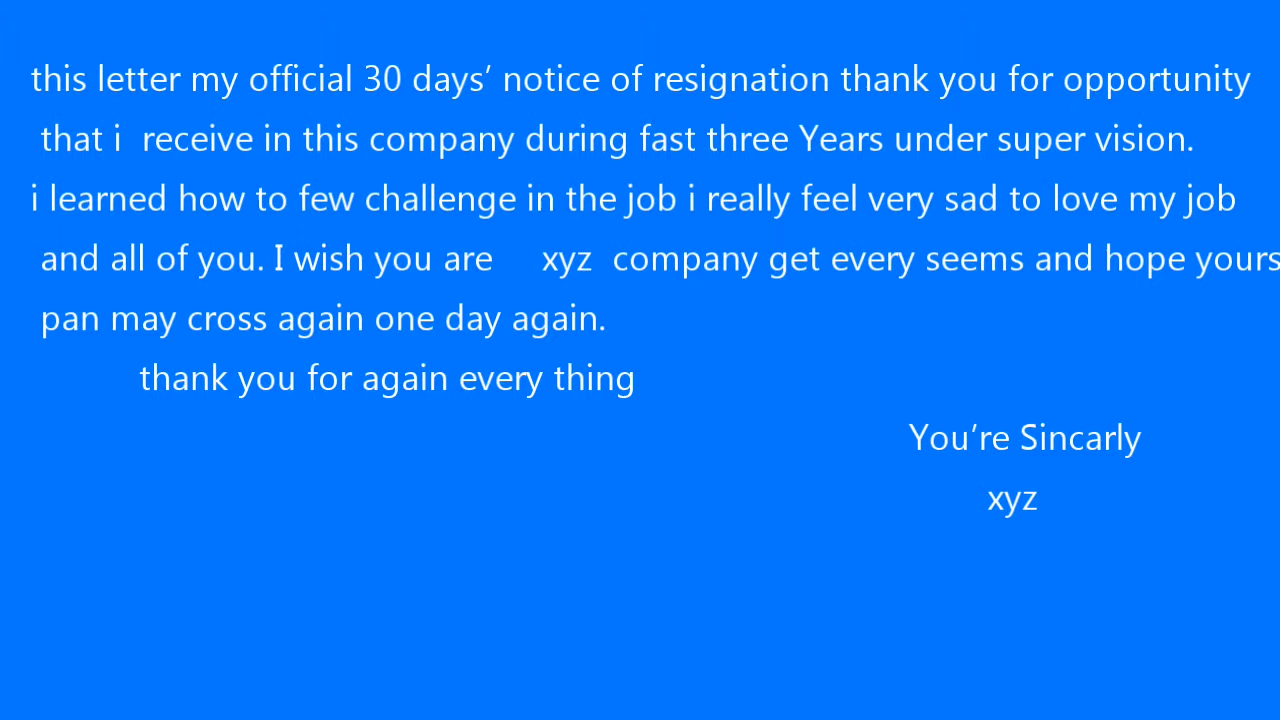 this letter my official 30 days’ notice of resignation thank you for opportunity
that i receive in this company during fast three Years under super vision.
i learned how to few challenge in the job i really feel very sad to love my job
and all of you. I wish you are xyz company get every seems and hope yours
pan may cross again one day again.
thank you for again every thing
You’re Sincarly
xyz